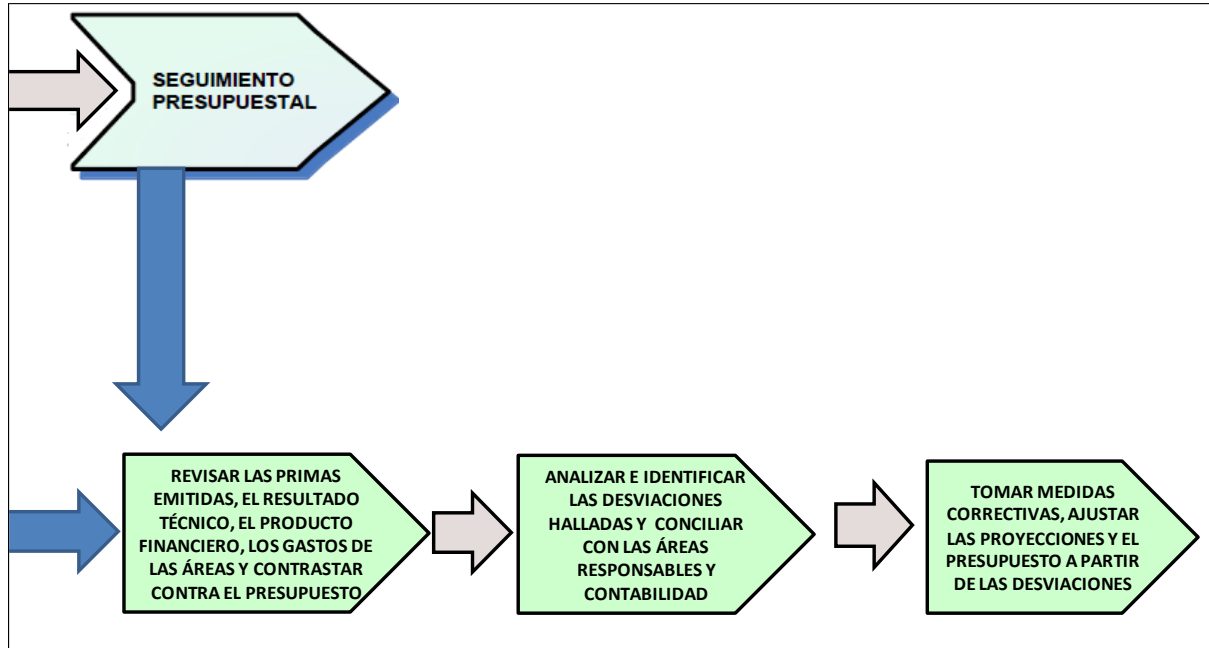 SEGUIMIENTO
PRESUPUESTAL
REVISAR LAS PRIMAS
EMITIDAS, EL RESULTADO
TÉCNICO, EL PRODUCTO
FINANCIERO, LOS GASTOS DE
LAS ÁREAS Y CONTRASTAR
CONTRA EL PRESUPUESTO
ANALIZAR E IDENTIFICAR
LAS DESVIACIONES
HALLADAS Y CONCILIAR
CON LAS ÁREAS
RESPONSABLES Y
CONTABILIDAD
TOMAR MEDIDAS
CORRECTIVAS, AJUSTAR
LAS PROYECCIONES Y EL
PRESUPUESTO A PARTIR
DE LAS DESVIACIONES